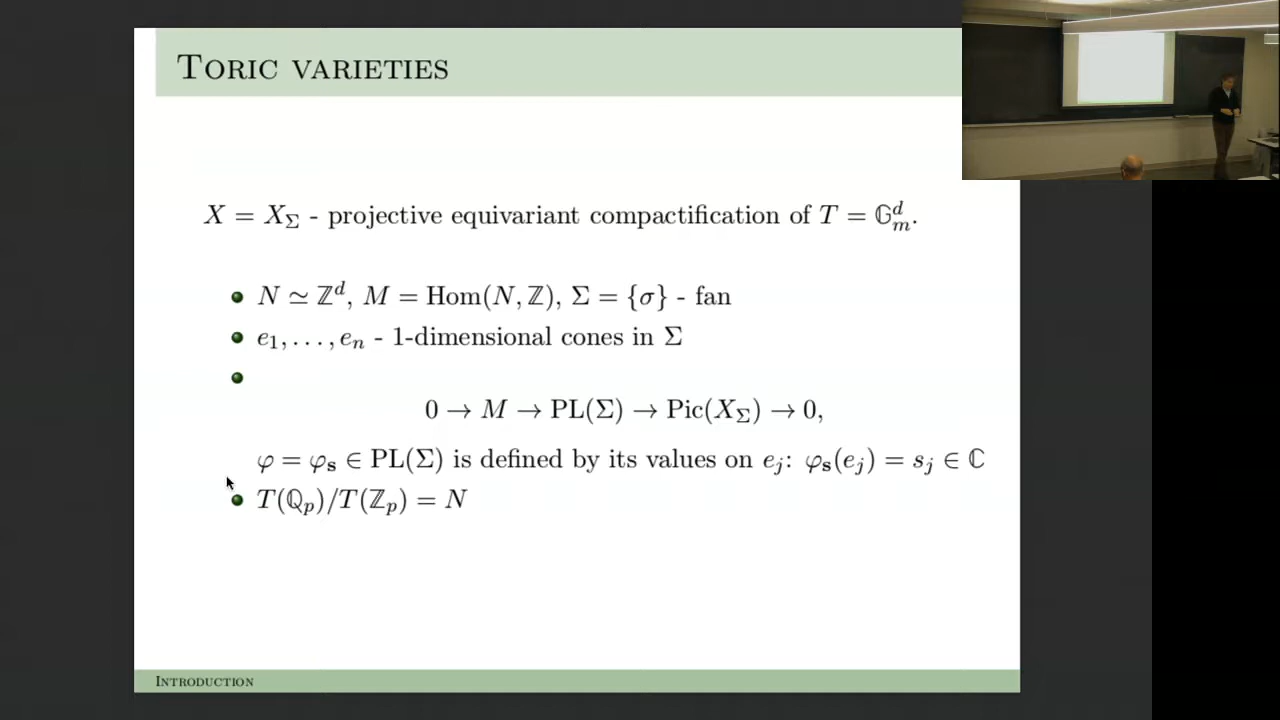 Toric varieties
X = X_Σ - projective equivariant compactification of T = 𝔾_m^d.
N ≃ ℤ^d, M = Hom(N, ℤ), Σ = {σ} - fan
e_1, . . . , e_n - 1-dimensional cones in Σ
0 → M → PL(Σ) → Pic(X_Σ) → 0,
φ = φ_s ∈ PL(Σ) is defined by its values on e_j: φ_s(e_j) = s_j ∈ ℂ
T(ℚ_p)/T(ℤ_p) = N
Introduction